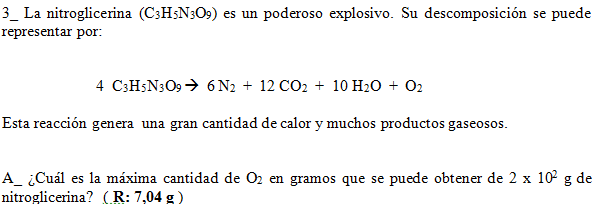 3_ La nitroglicerina (C3H5N3O9) es un poderoso explosivo. Su descomposición se puede
representar por:
4 C3H5N3O9 → 6 N2 + 12 CO2 + 10 H2O + O2
Esta reacción genera una gran cantidad de calor y muchos productos gaseosos.
A_ ¿Cuál es la máxima cantidad de O2 en gramos que se puede obtener de 2 x 10² g de
nitroglicerina? ( R: 7,04 g )